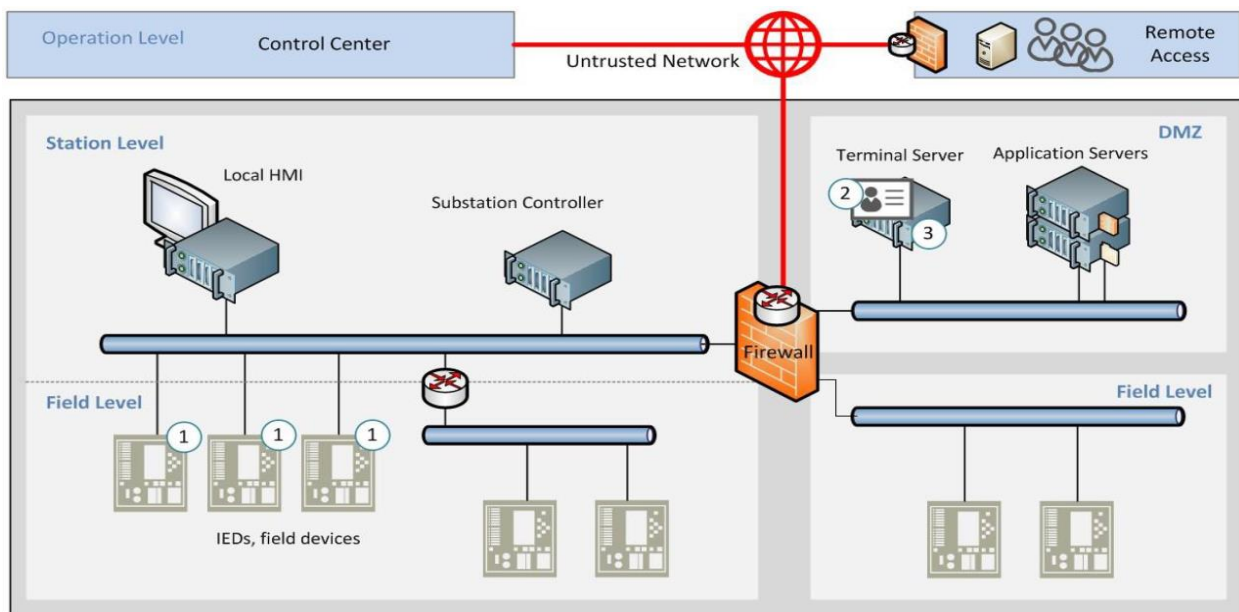 Operation Level
Control Center
Untrusted Network
Remote
Access
Station Level
Local HMI
Substation Controller
DMZ
Terminal Server
Application Servers
2
3
Firewall
Field Level
1
1
1
IEDs, field devices
Field Level